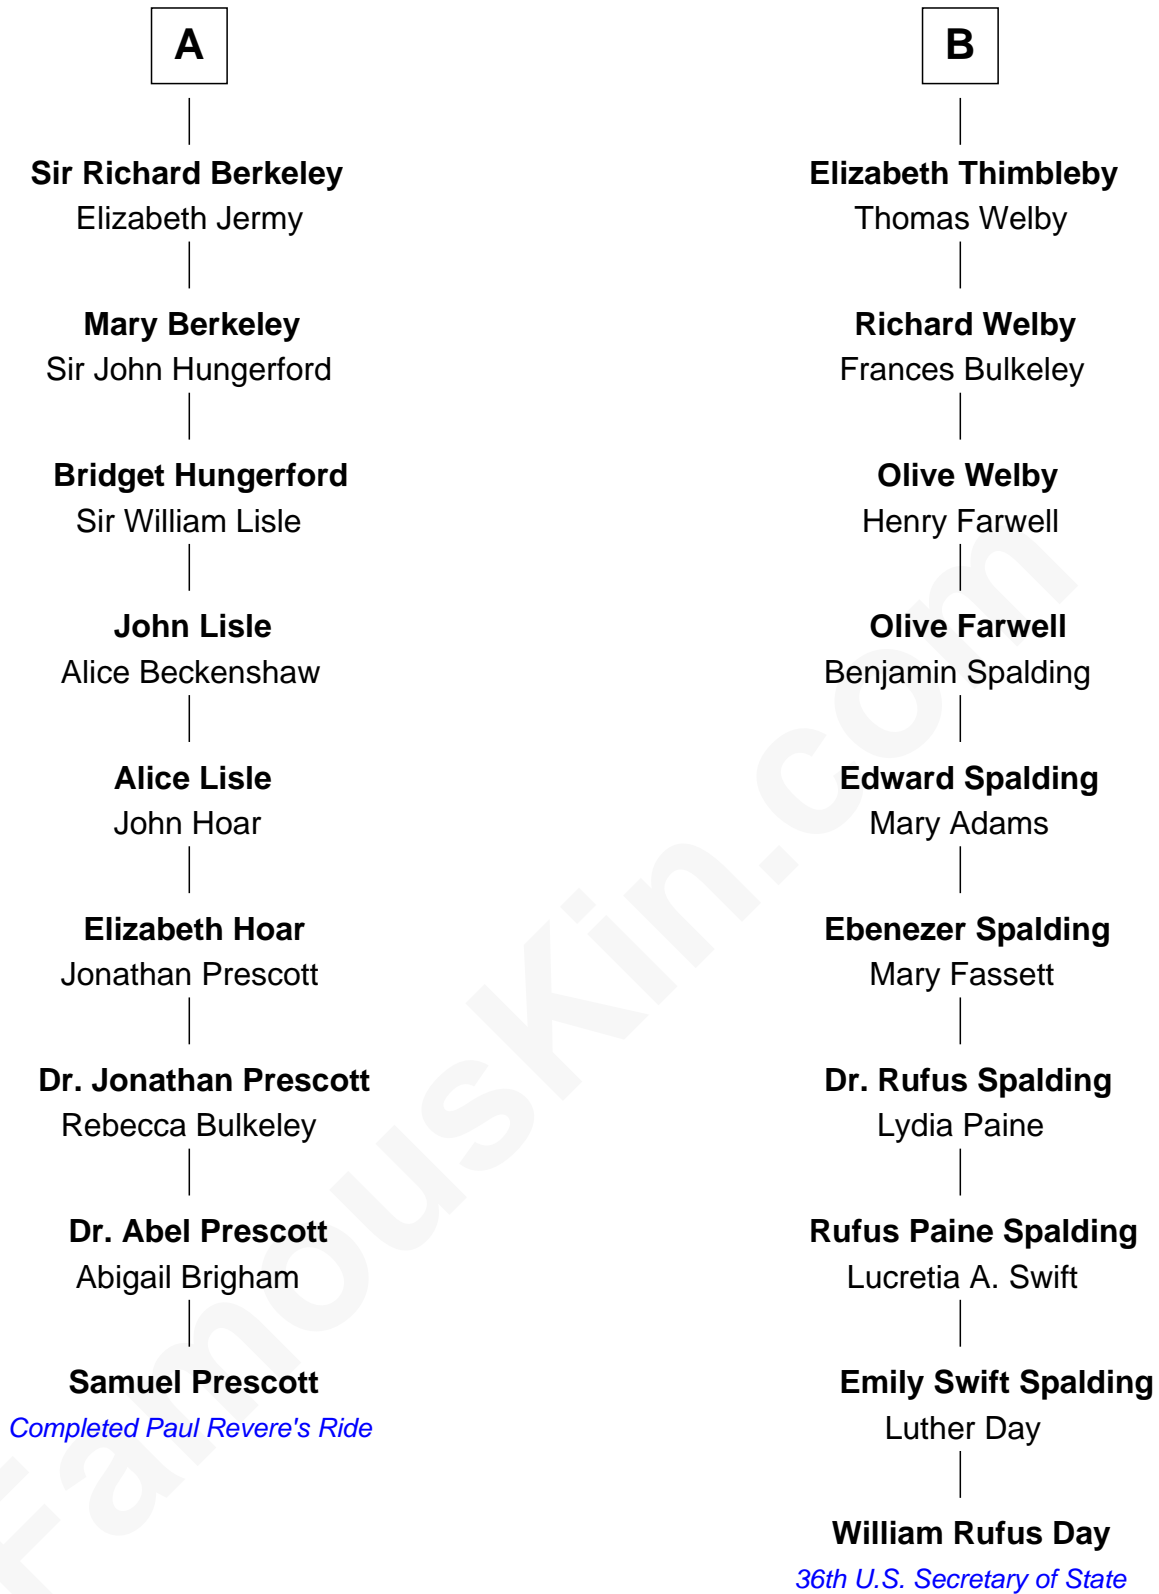 A
Sir Richard Berkeley
Elizabeth Jermy
Mary Berkeley
Sir John Hungerford
Bridget Hungerford
Sir William Lisle
John Lisle
Alice Beckenshaw
Alice Lisle
John Hoar
Elizabeth Hoar
Jonathan Prescott
Dr. Jonathan Prescott
Rebecca Bulkeley
Dr. Abel Prescott
Abigail Brigham
Samuel Prescott
Completed Paul Revere's Ride
B
Elizabeth Thimbleby
Thomas Welby
Richard Welby
Frances Bulkeley
Olive Welby
Henry Farwell
Olive Farwell
Benjamin Spalding
Edward Spalding
Mary Adams
Ebenezer Spalding
Mary Fassett
Dr. Rufus Spalding
Lydia Paine
Rufus Paine Spalding
Lucretia A. Swift
Emily Swift Spalding
Luther Day
William Rufus Day
36th U.S. Secretary of State
FamousKin.com